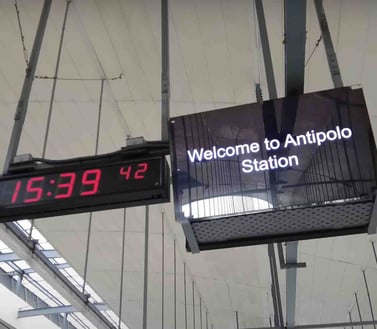 15:39 42
Welcome to Antipolo
Station